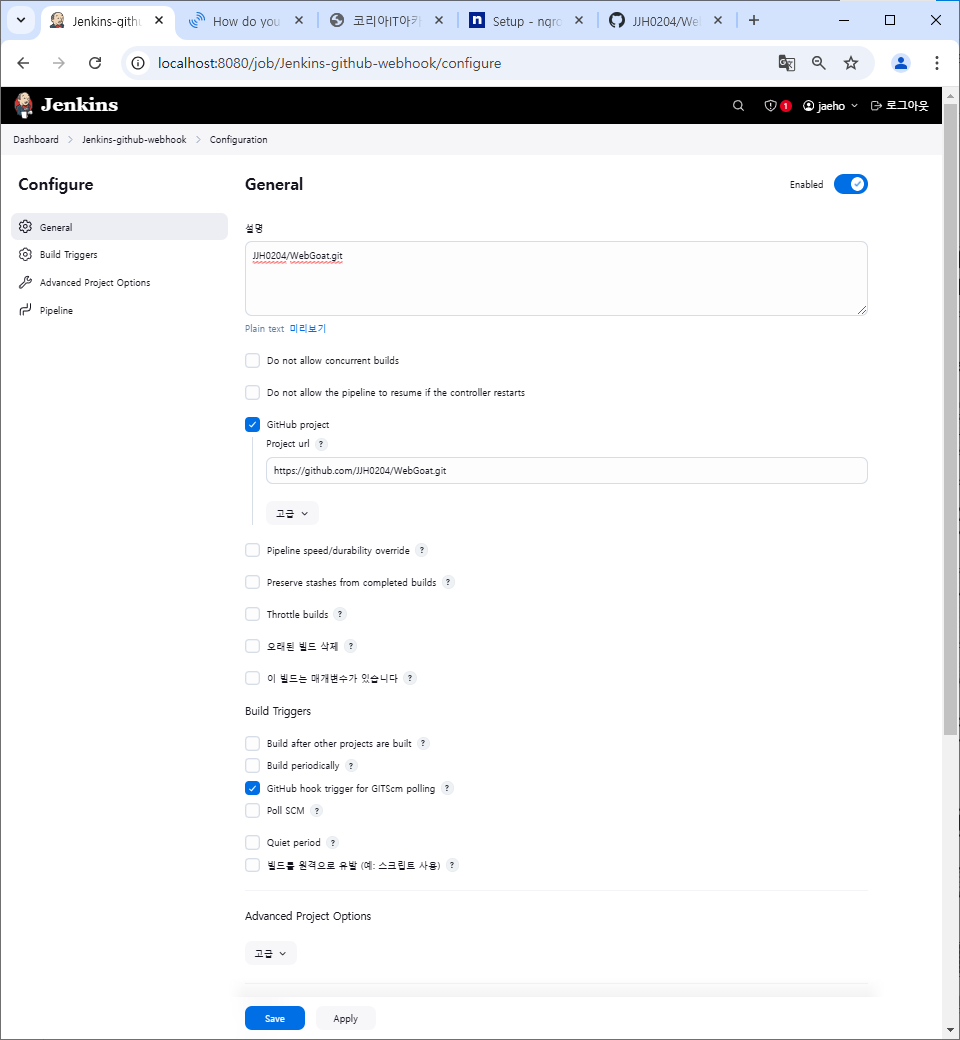 Jenkins-githu
How do you
코리아IT아카
Setup - ngro
JJH0204/We
localhost:8080/job/Jenkins-github-webhook/configure
Jenkins
1
jaeho
로그아웃
Dashboard
Jenkins-github-webhook
Configuration
Configure
General
Build Triggers
Advanced Project Options
Pipeline
General
Enabled
설명
JJH0204/WebGoat.git
Plain text 미리보기
Do not allow concurrent builds
Do not allow the pipeline to resume if the controller restarts
GitHub project
Project url ?
https://github.com/JJH0204/WebGoat.git
고급
Pipeline speed/durability override ?
Preserve stashes from completed builds ?
Throttle builds ?
오래된 빌드 삭제 ?
이 빌드는 매개변수가 있습니다 ?
Build Triggers
Build after other projects are built ?
Build periodically ?
GitHub hook trigger for GITScm polling ?
Poll SCM ?
Quiet period ?
빌드를 원격으로 유발 (예: 스크립트 사용) ?
Advanced Project Options
고급
Save
Apply